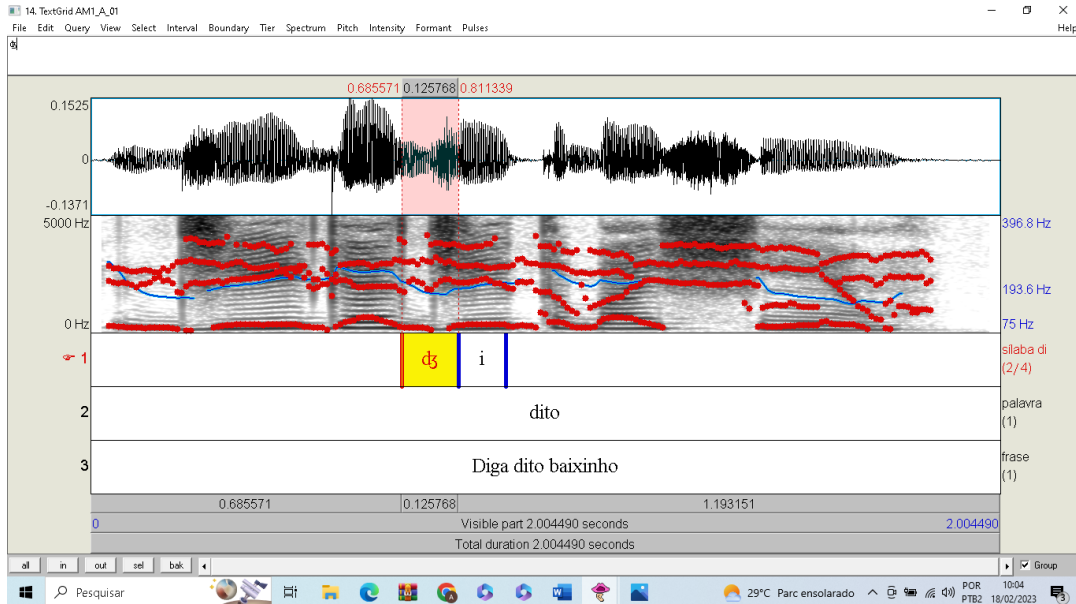 14. TextGrid AM1_A_01
File Edit Query View Select Interval Boundary Tier Spectrum Pitch Intensity Formant Pulses Help
ʤ
0.685571 0.125768 0.811339
0.1525
0
-0.1371
5000 Hz 396.8 Hz
193.6 Hz
0 Hz 75 Hz
☞ 1 ʤ i sílaba di
(2/4)
2 dito palavra
(1)
3 Diga dito baixinho frase
(1)
0.685571 0.125768 1.193151
0 Visible part 2.004490 seconds 2.004490
Total duration 2.004490 seconds
all in out sel bak Group
Pesquisar 29°C Parc ensolarado POR 10:04
PTB2 18/02/2023 3